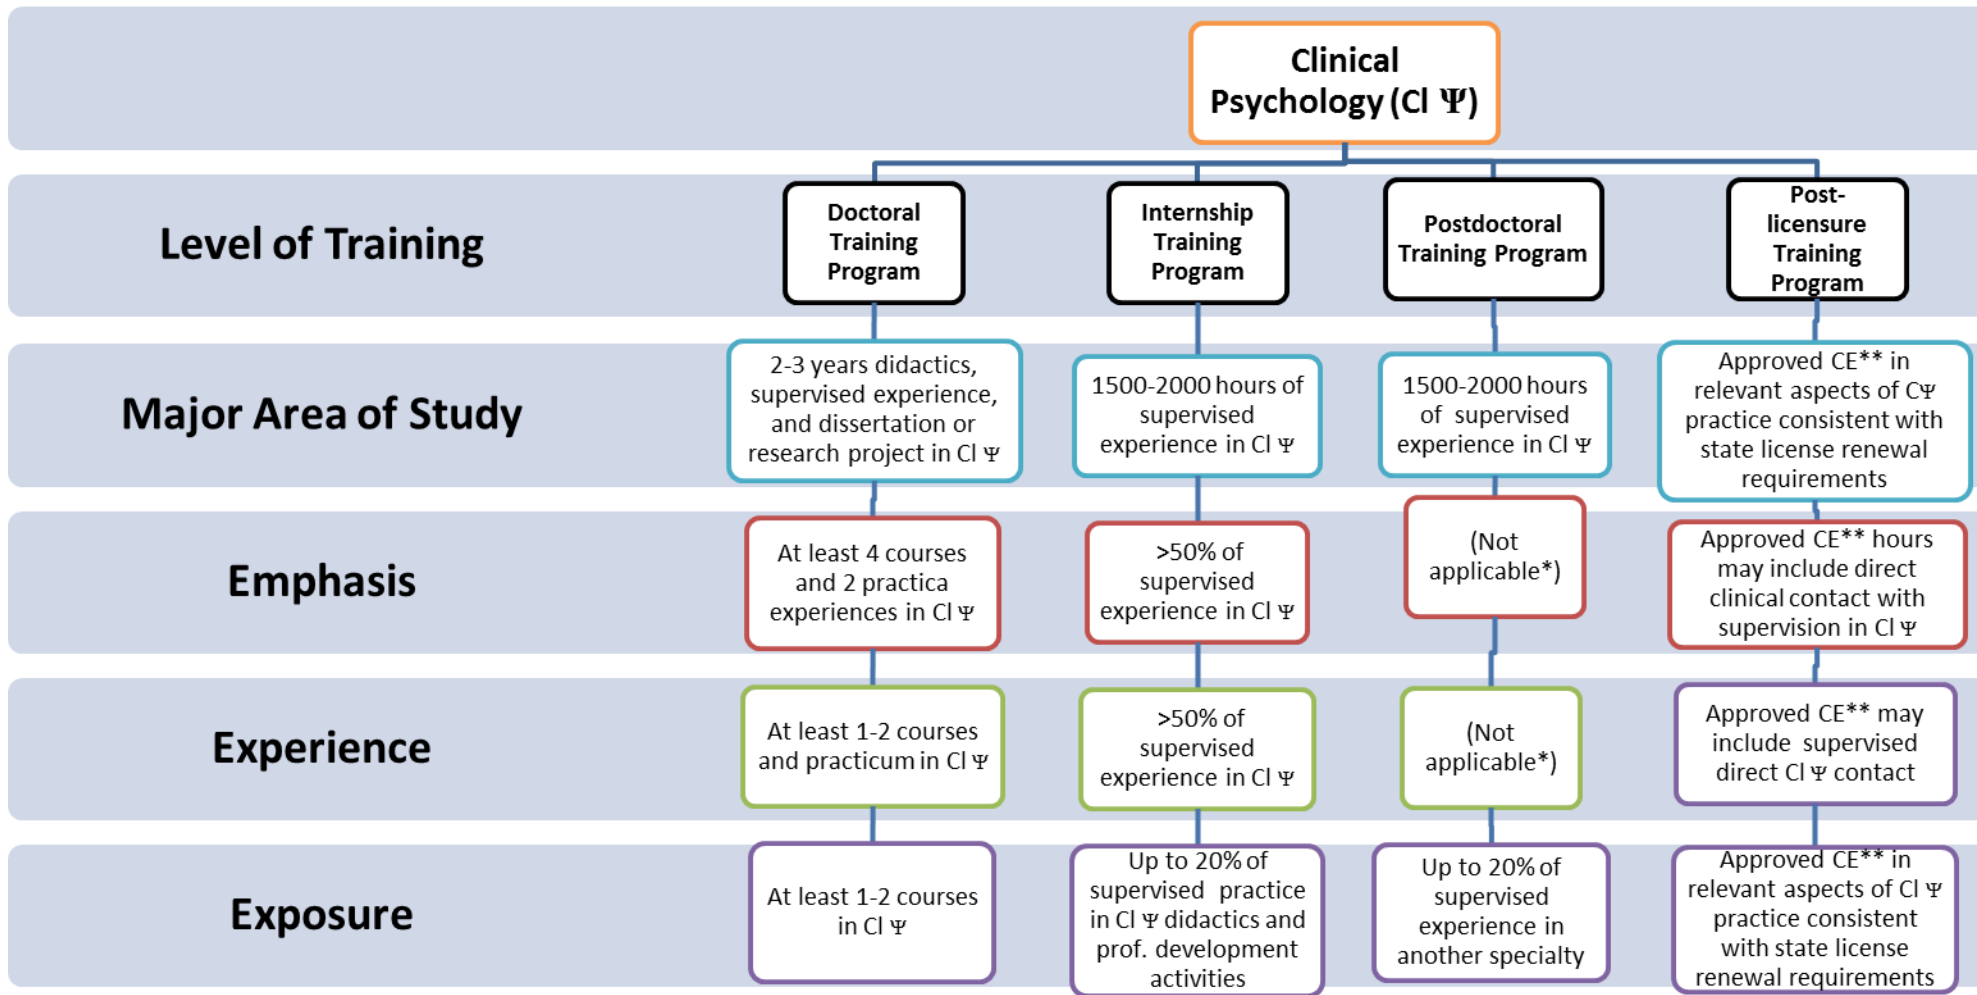 Clinical
Psychology (Cl Ψ)
Level of Training
Doctoral
Training
Program
Internship
Training
Program
Postdoctoral
Training Program
Post-
licensure
Training
Program
Major Area of Study
2-3 years didactics,
supervised experience,
and dissertation or
research project in Cl Ψ
1500-2000 hours of
supervised
experience in Cl Ψ
1500-2000 hours
of supervised
experience in Cl Ψ
Approved CE** in
relevant aspects of CΨ
practice consistent with
state license renewal
requirements
Emphasis
At least 4 courses
and 2 practica
experiences in Cl Ψ
>50% of
supervised
experience in Cl Ψ
(Not
applicable*)
Approved CE** hours
may include direct
clinical contact with
supervision in Cl Ψ
Experience
At least 1-2 courses
and practicum in Cl Ψ
>50% of
supervised
experience in Cl Ψ
(Not
applicable*)
Approved CE** may
include supervised
direct Cl Ψ contact
Exposure
At least 1-2 courses
in Cl Ψ
Up to 20% of
supervised practice
in Cl Ψ didactics and
prof. development
activities
Up to 20% of
supervised
experience in
another specialty
Approved CE** in
relevant aspects of Cl Ψ
practice consistent
with state license
renewal requirements